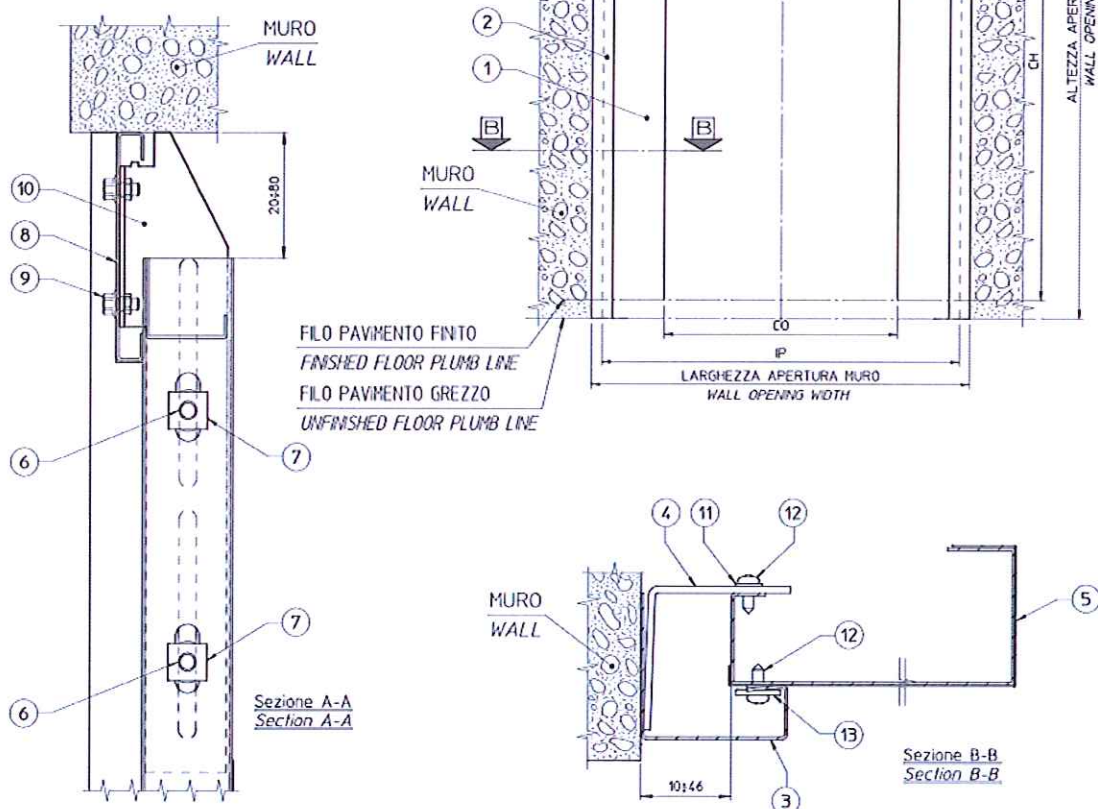 MURO
WALL
10
8
9
20÷80
6
7
6
7
Sezione A-A
Section A-A
2
1
B
B
MURO
WALL
CH
ALTEZZA
WALL
FILO PAVIMENTO FINITO
FINISHED FLOOR PLUMB LINE
FILO PAVIMENTO GREZZO
UNFINISHED FLOOR PLUMB LINE
CO
IP
LARGHEZZA APERTURA MURO
WALL OPENING WIDTH
4
11
12
MURO
WALL
12
5
13
10÷46
3
Sezione B-B
Section B-B